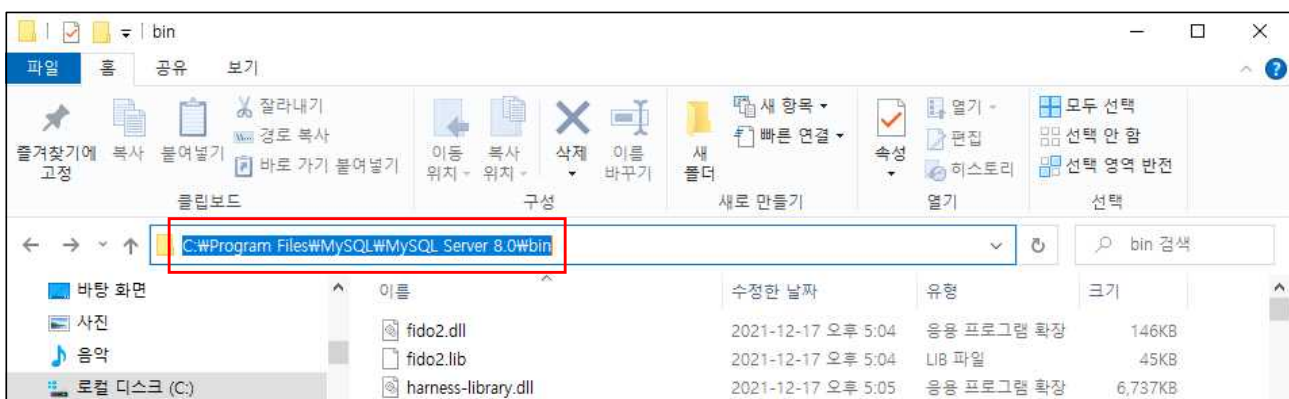 bin
파일 홈 공유 보기
즐겨찾기에 고정
복사
붙여넣기
잘라내기
경로 복사
바로 가기 붙여넣기
클립보드
이동 위치
복사 위치
삭제
이름 바꾸기
구성
새 폴더
새 항목
빠른 연결
새로 만들기
속성
열기
편집
히스토리
열기
모두 선택
선택 안 함
선택 영역 반전
선택
C:₩Program Files₩MySQL₩MySQL Server 8.0₩bin
bin 검색
바탕 화면
사진
음악
로컬 디스크 (C:)
이름 수정한 날짜 유형 크기
fido2.dll 2021-12-17 오후 5:04 응용 프로그램 확장 146KB
fido2.lib 2021-12-17 오후 5:04 LIB 파일 45KB
harness-library.dll 2021-12-17 오후 5:05 응용 프로그램 확장 6,737KB